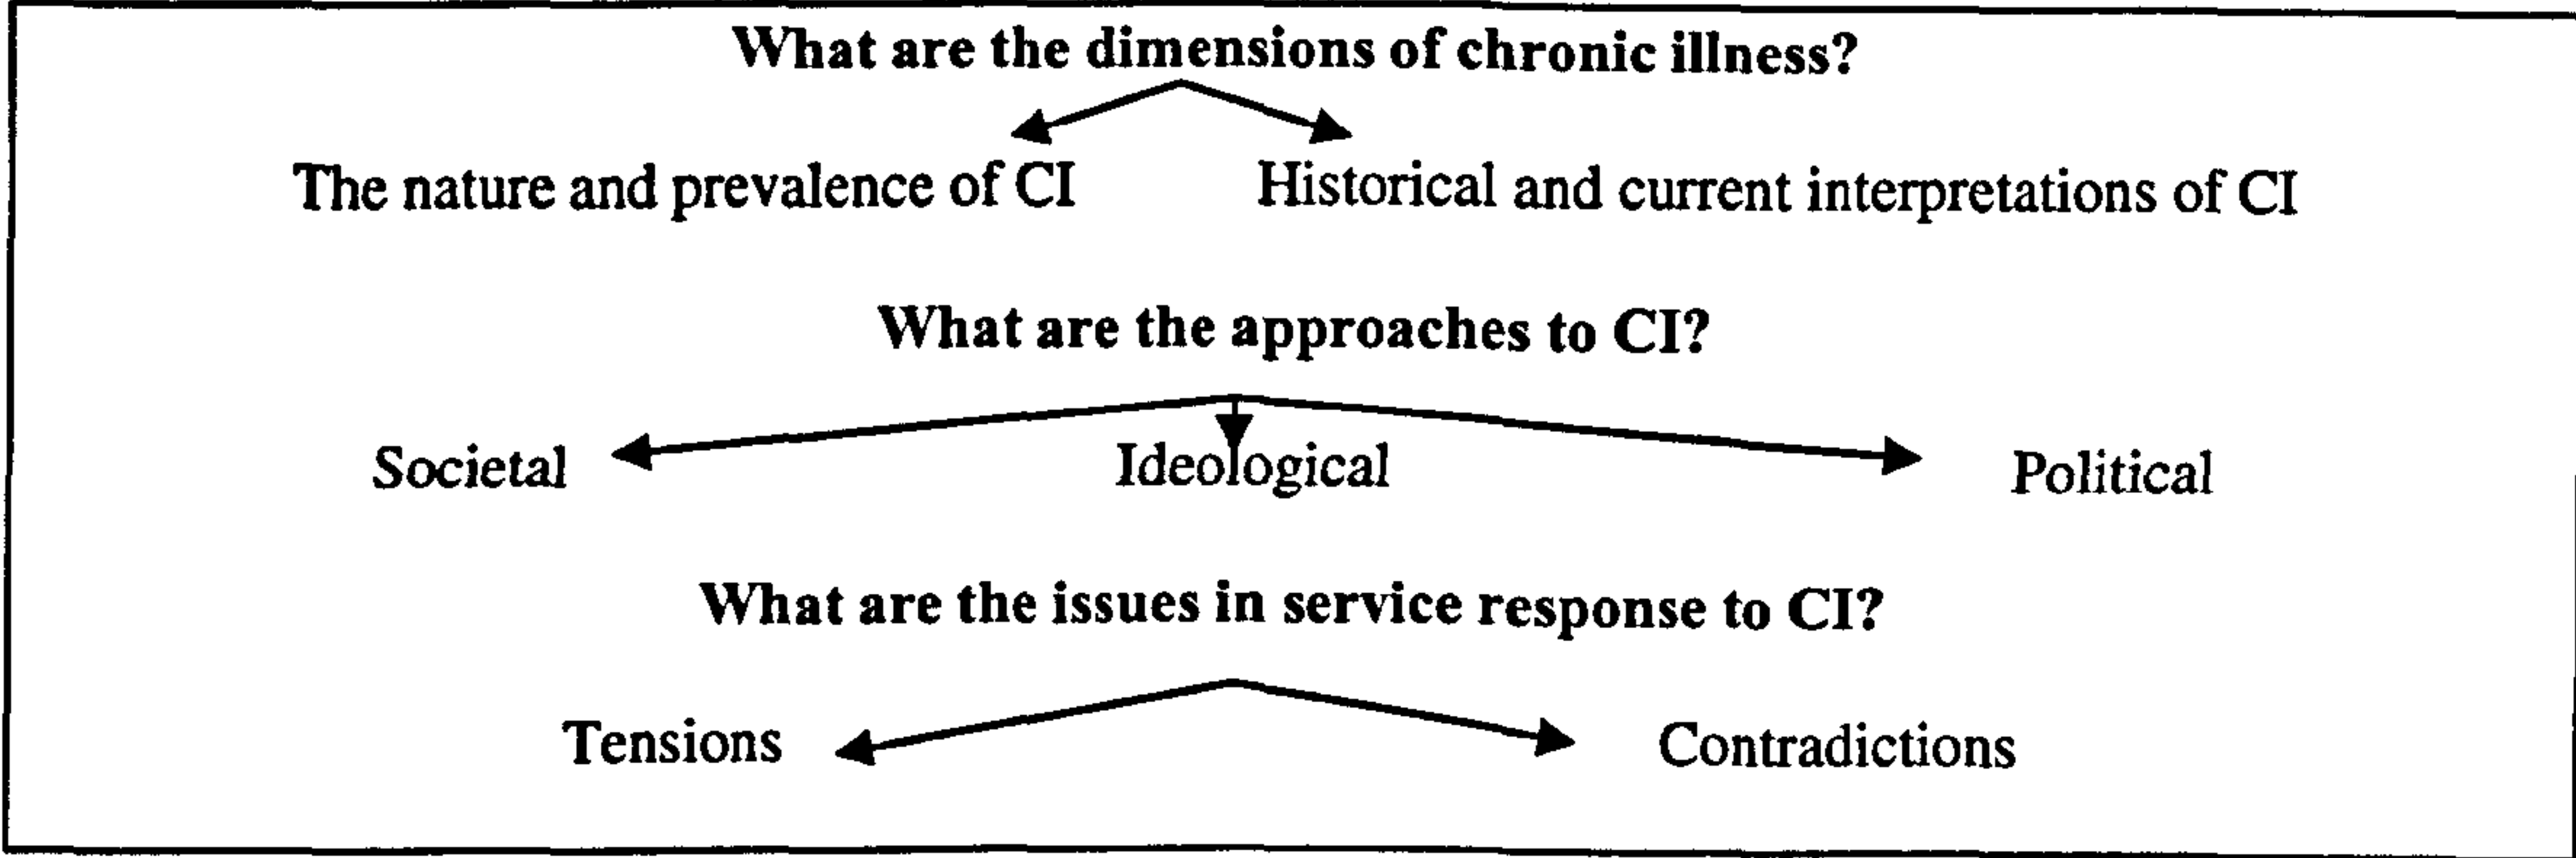 What are the dimensions of chronic illness?
The nature and prevalence of CI Historical and current interpretations of CI
What are the approaches to CI?
Societal Ideological Political
What are the issues in service response to CI?
Tensions Contradictions